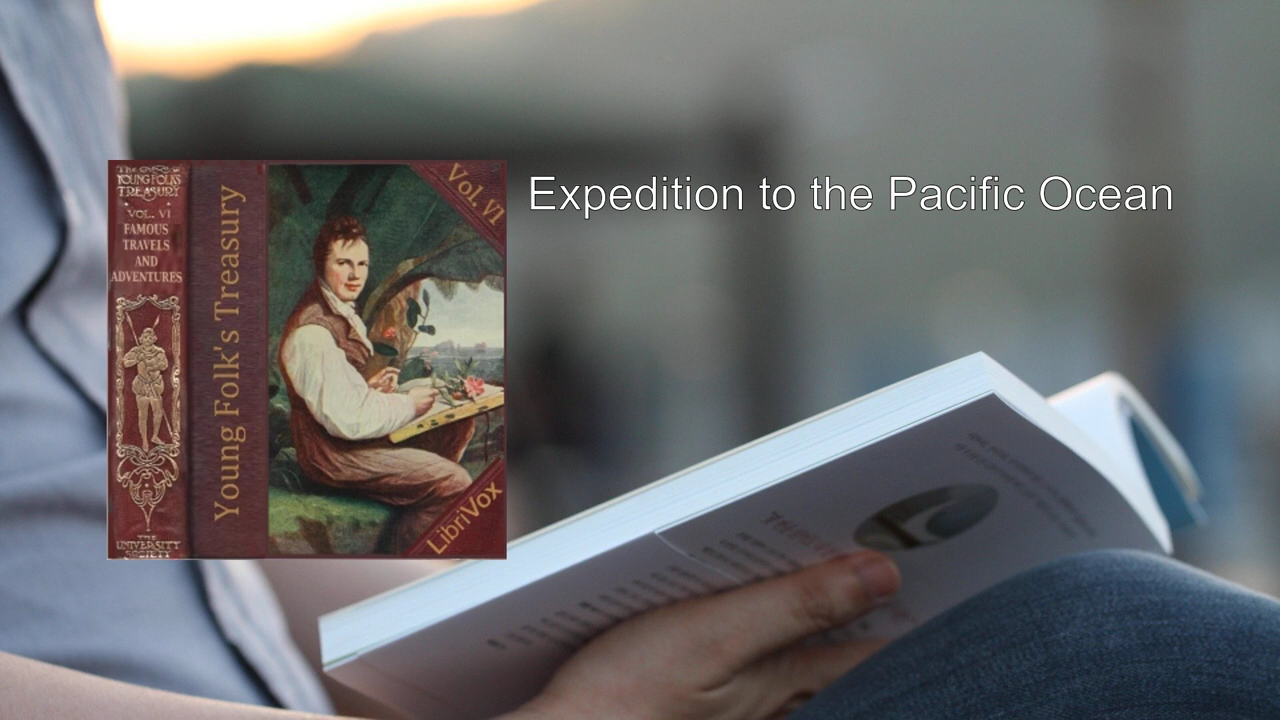 THE
YOUNG FOLKS
TREASURY
VOL. VI
FAMOUS
TRAVELS
AND
ADVENTURES
THE
UNIVERSITY
SOCIETY
Young Folk's Treasury
Vol. VI
LibriVox
Expedition to the Pacific Ocean